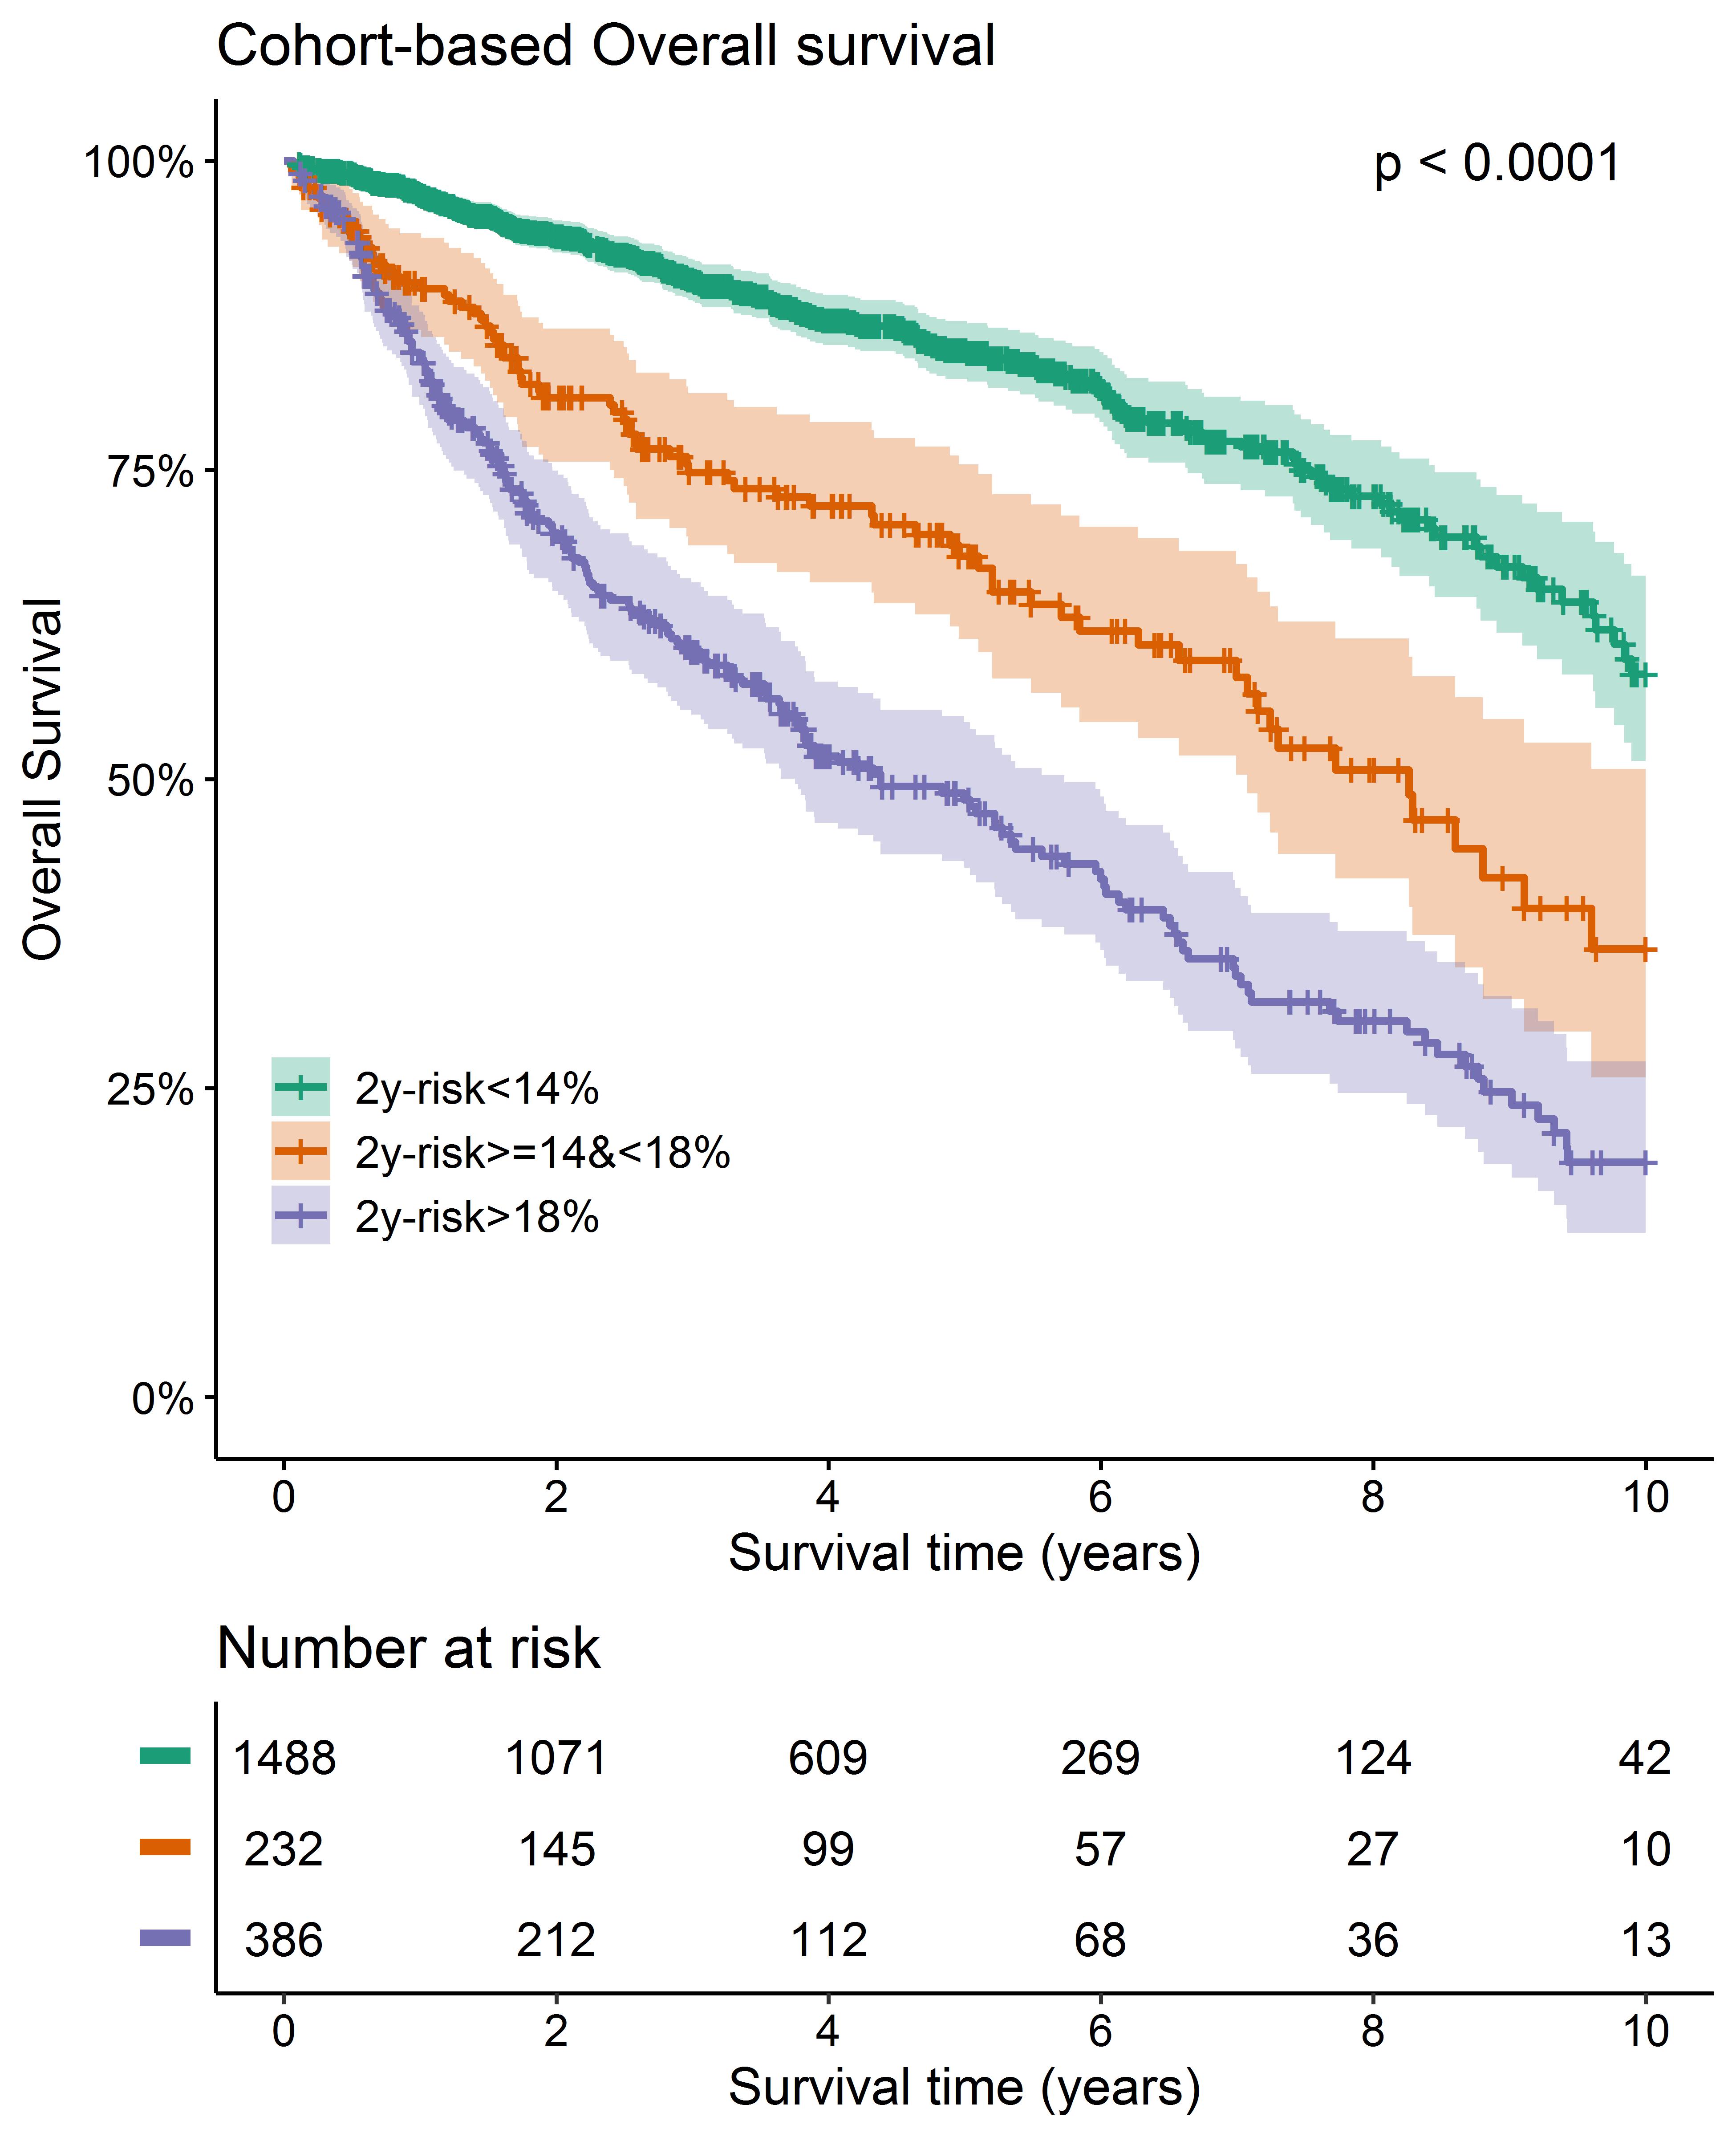 Cohort-based Overall survival
p < 0.0001
100%
75%
50%
25%
0%
Overall Survival
2y-risk<14%
2y-risk>=14&<18%
2y-risk>18%
0 2 4 6 8 10
Survival time (years)
Number at risk
1488 1071 609 269 124 42
232 145 99 57 27 10
386 212 112 68 36 13
0 2 4 6 8 10
Survival time (years)